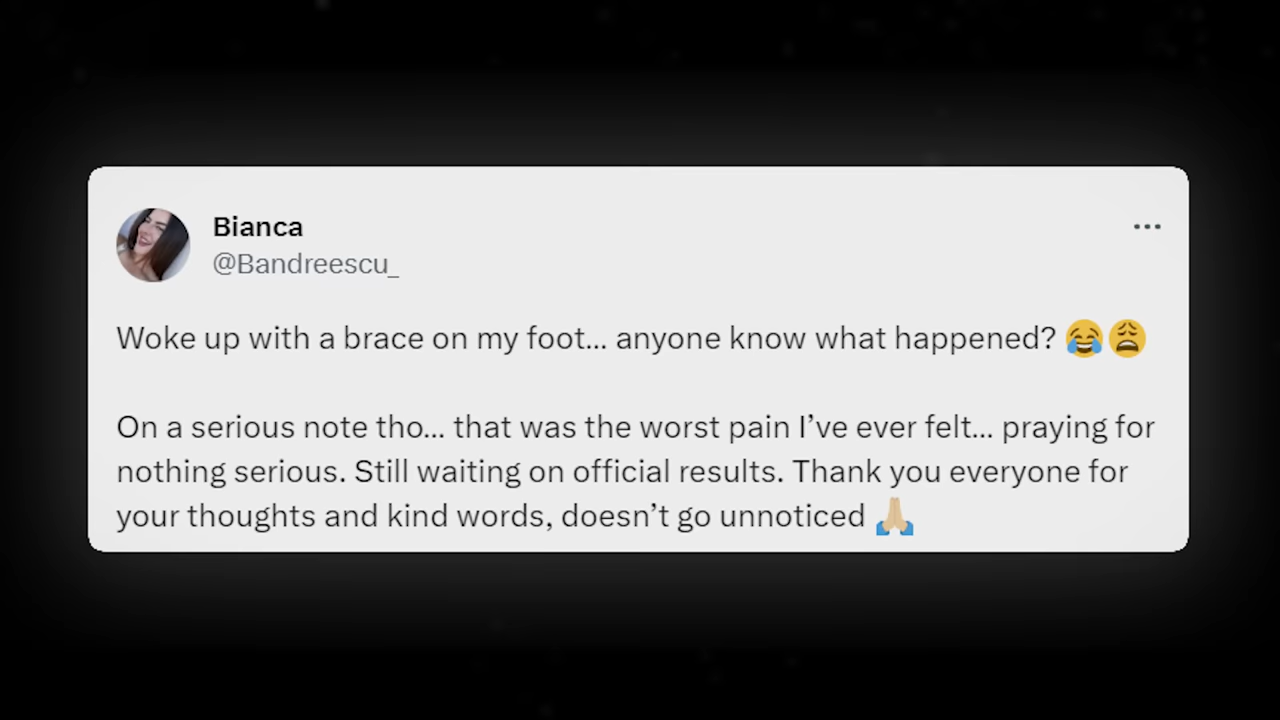 Bianca
@Bandreescu_
Woke up with a brace on my foot... anyone know what happened? 😂😩
On a serious note tho... that was the worst pain I’ve ever felt... praying for
nothing serious. Still waiting on official results. Thank you everyone for
your thoughts and kind words, doesn’t go unnoticed 🙏🏼